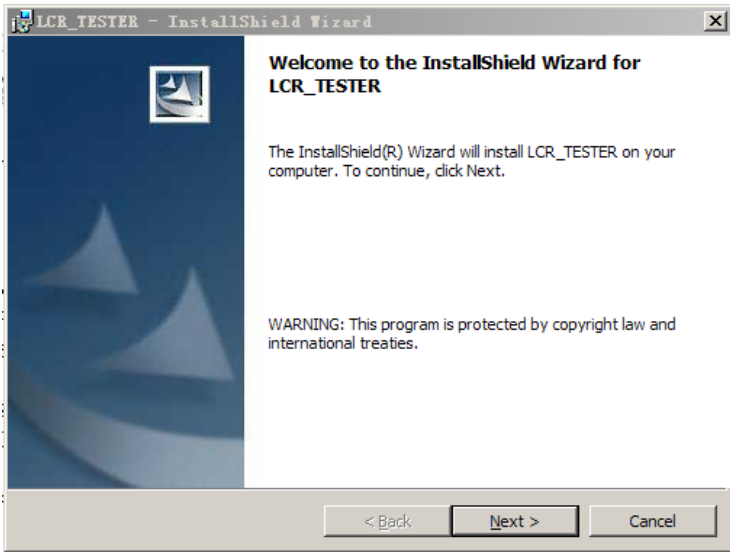 LCR_TESTER - InstallShield Wizard
Welcome to the InstallShield Wizard for
LCR_TESTER
The InstallShield(R) Wizard will install LCR_TESTER on your
computer. To continue, click Next.
WARNING: This program is protected by copyright law and
international treaties.
< Back
Next >
Cancel